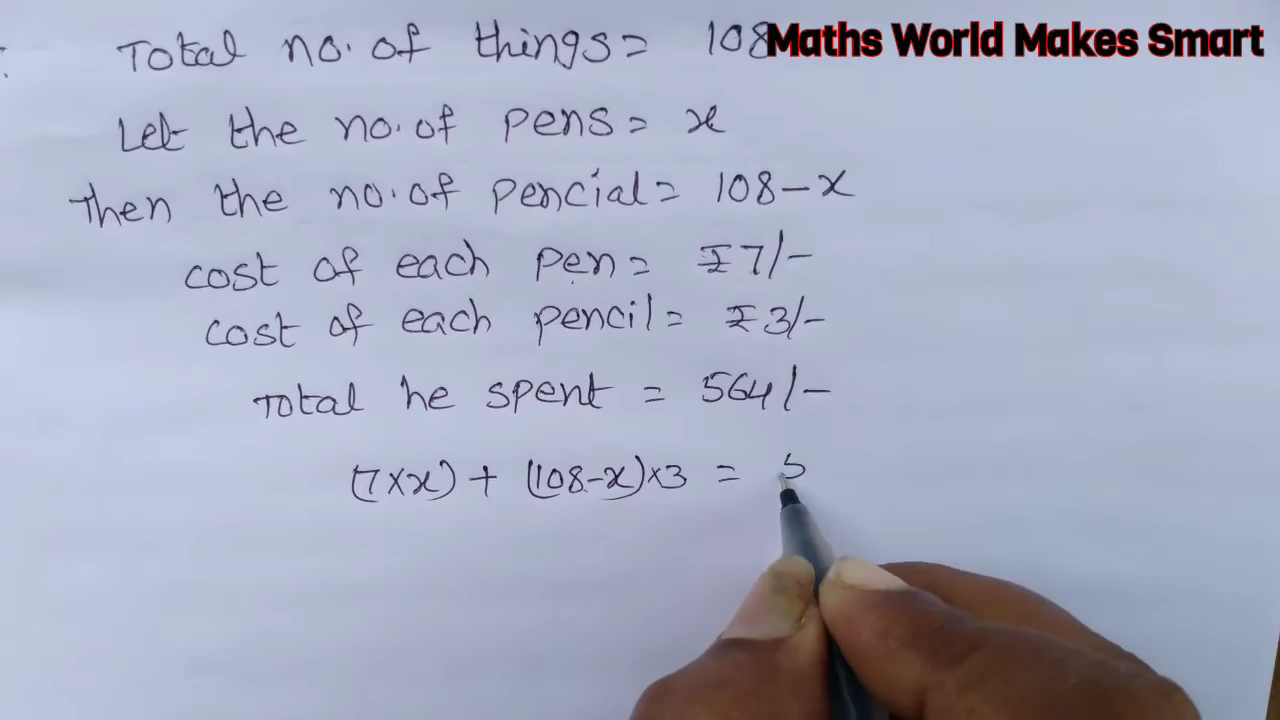 Total no. of things = 108
Maths World Makes Smart
Let the no. of pens = x
Then the no. of pencial = 108 - x
cost of each pen = ₹7/-
cost of each pencil = ₹3/-
Total he spent = 564/-
(7×x) + (108-x)×3 = 5